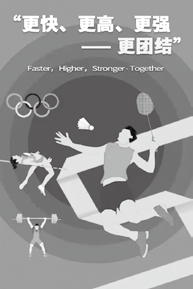 “更快、更高、更强
—— 更团结”
Faster, Higher, Stronger - Together